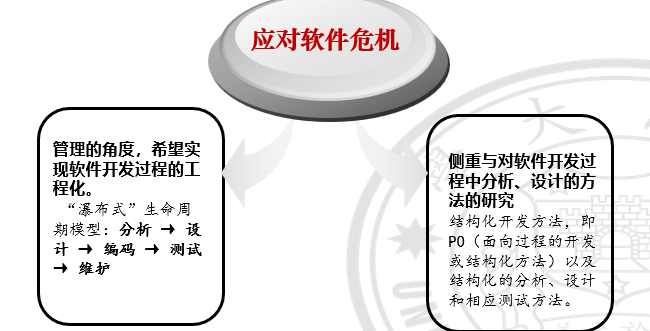 应对软件危机
管理的角度，希望实
现软件开发过程的工
程化。
“瀑布式”生命周
期模型：分析 → 设
计 → 编码 → 测试
→ 维护
侧重与对软件开发过
程中分析、设计的方
法的研究
结构化开发方法，即
PO（面向过程的开发
或结构化方法）以及
结构化的分析、设计
和相应测试方法。